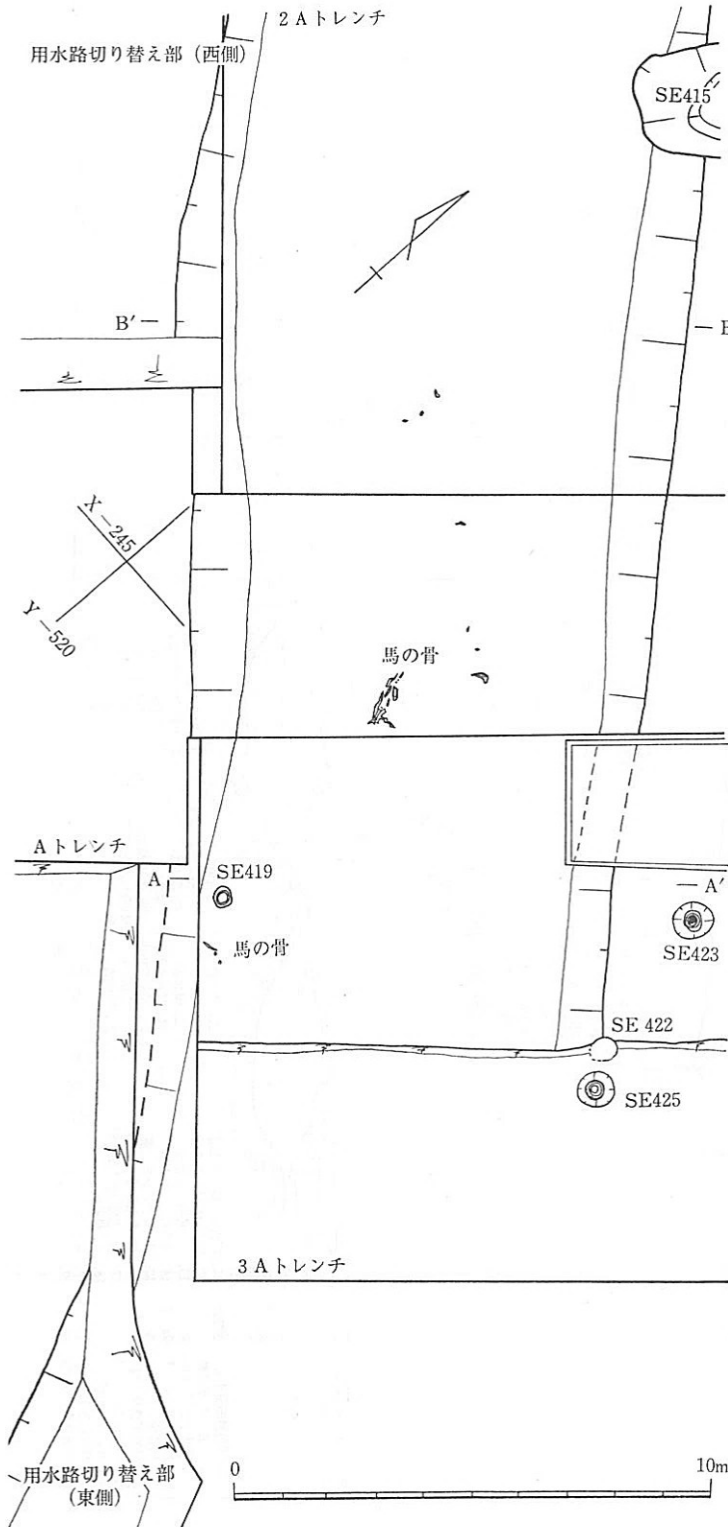 2Aトレンチ
用水路切り替え部（西側）
SE415
B′
B
X −245
Y −520
馬の骨
Aトレンチ
A
SE419
A′
馬の骨
SE423
SE 422
SE425
3Aトレンチ
用水路切り替え部
（東側）
0
10m